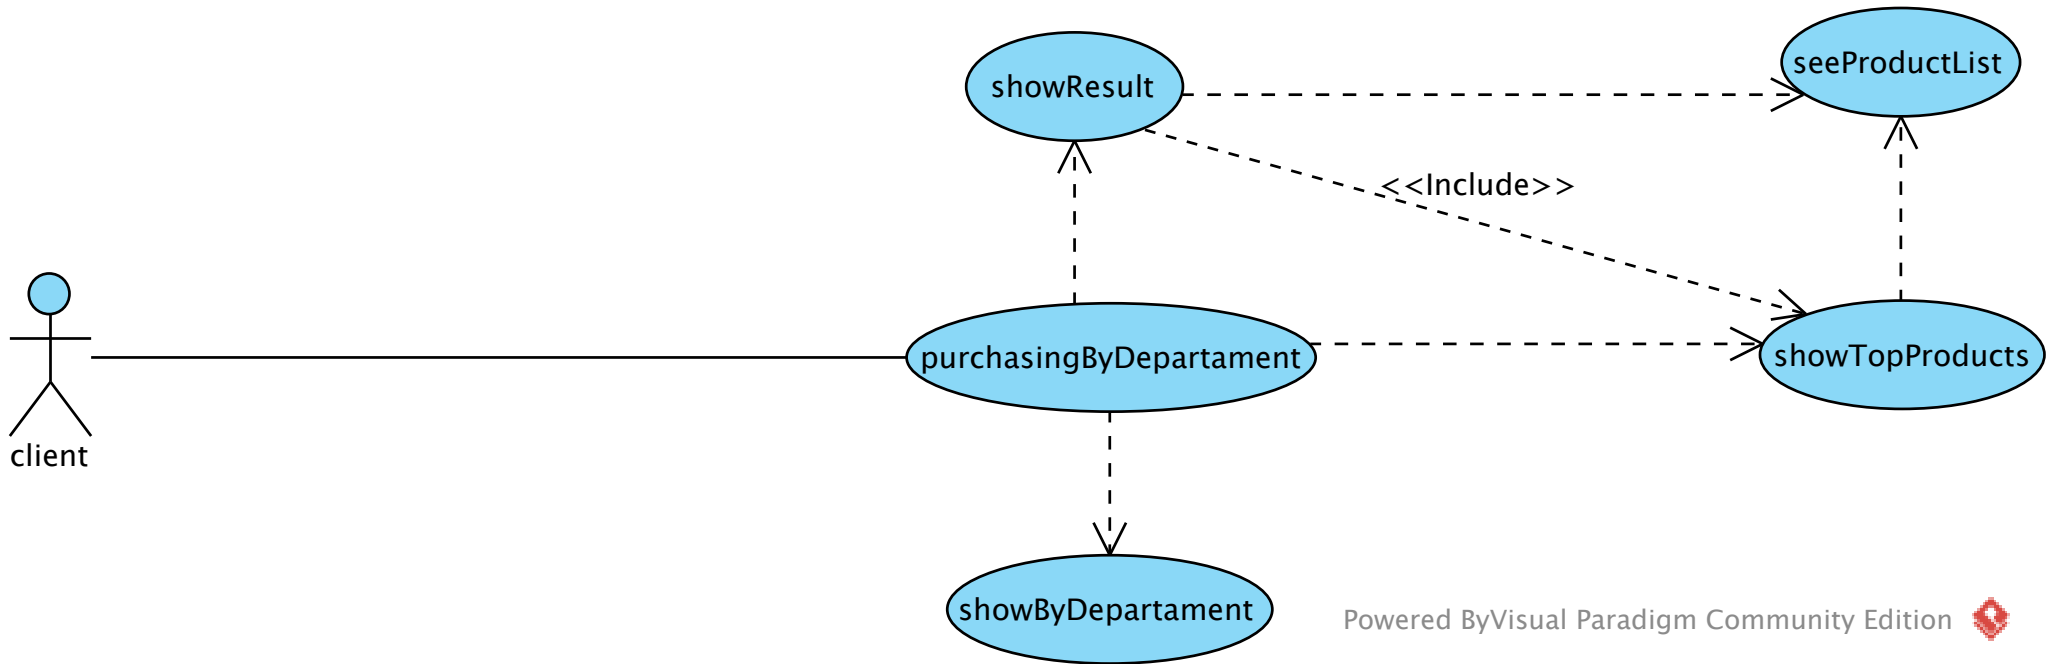 showResult
seeProductList
<<Include>>
purchasingByDepartament
showTopProducts
client
showByDepartament
Powered ByVisual Paradigm Community Edition